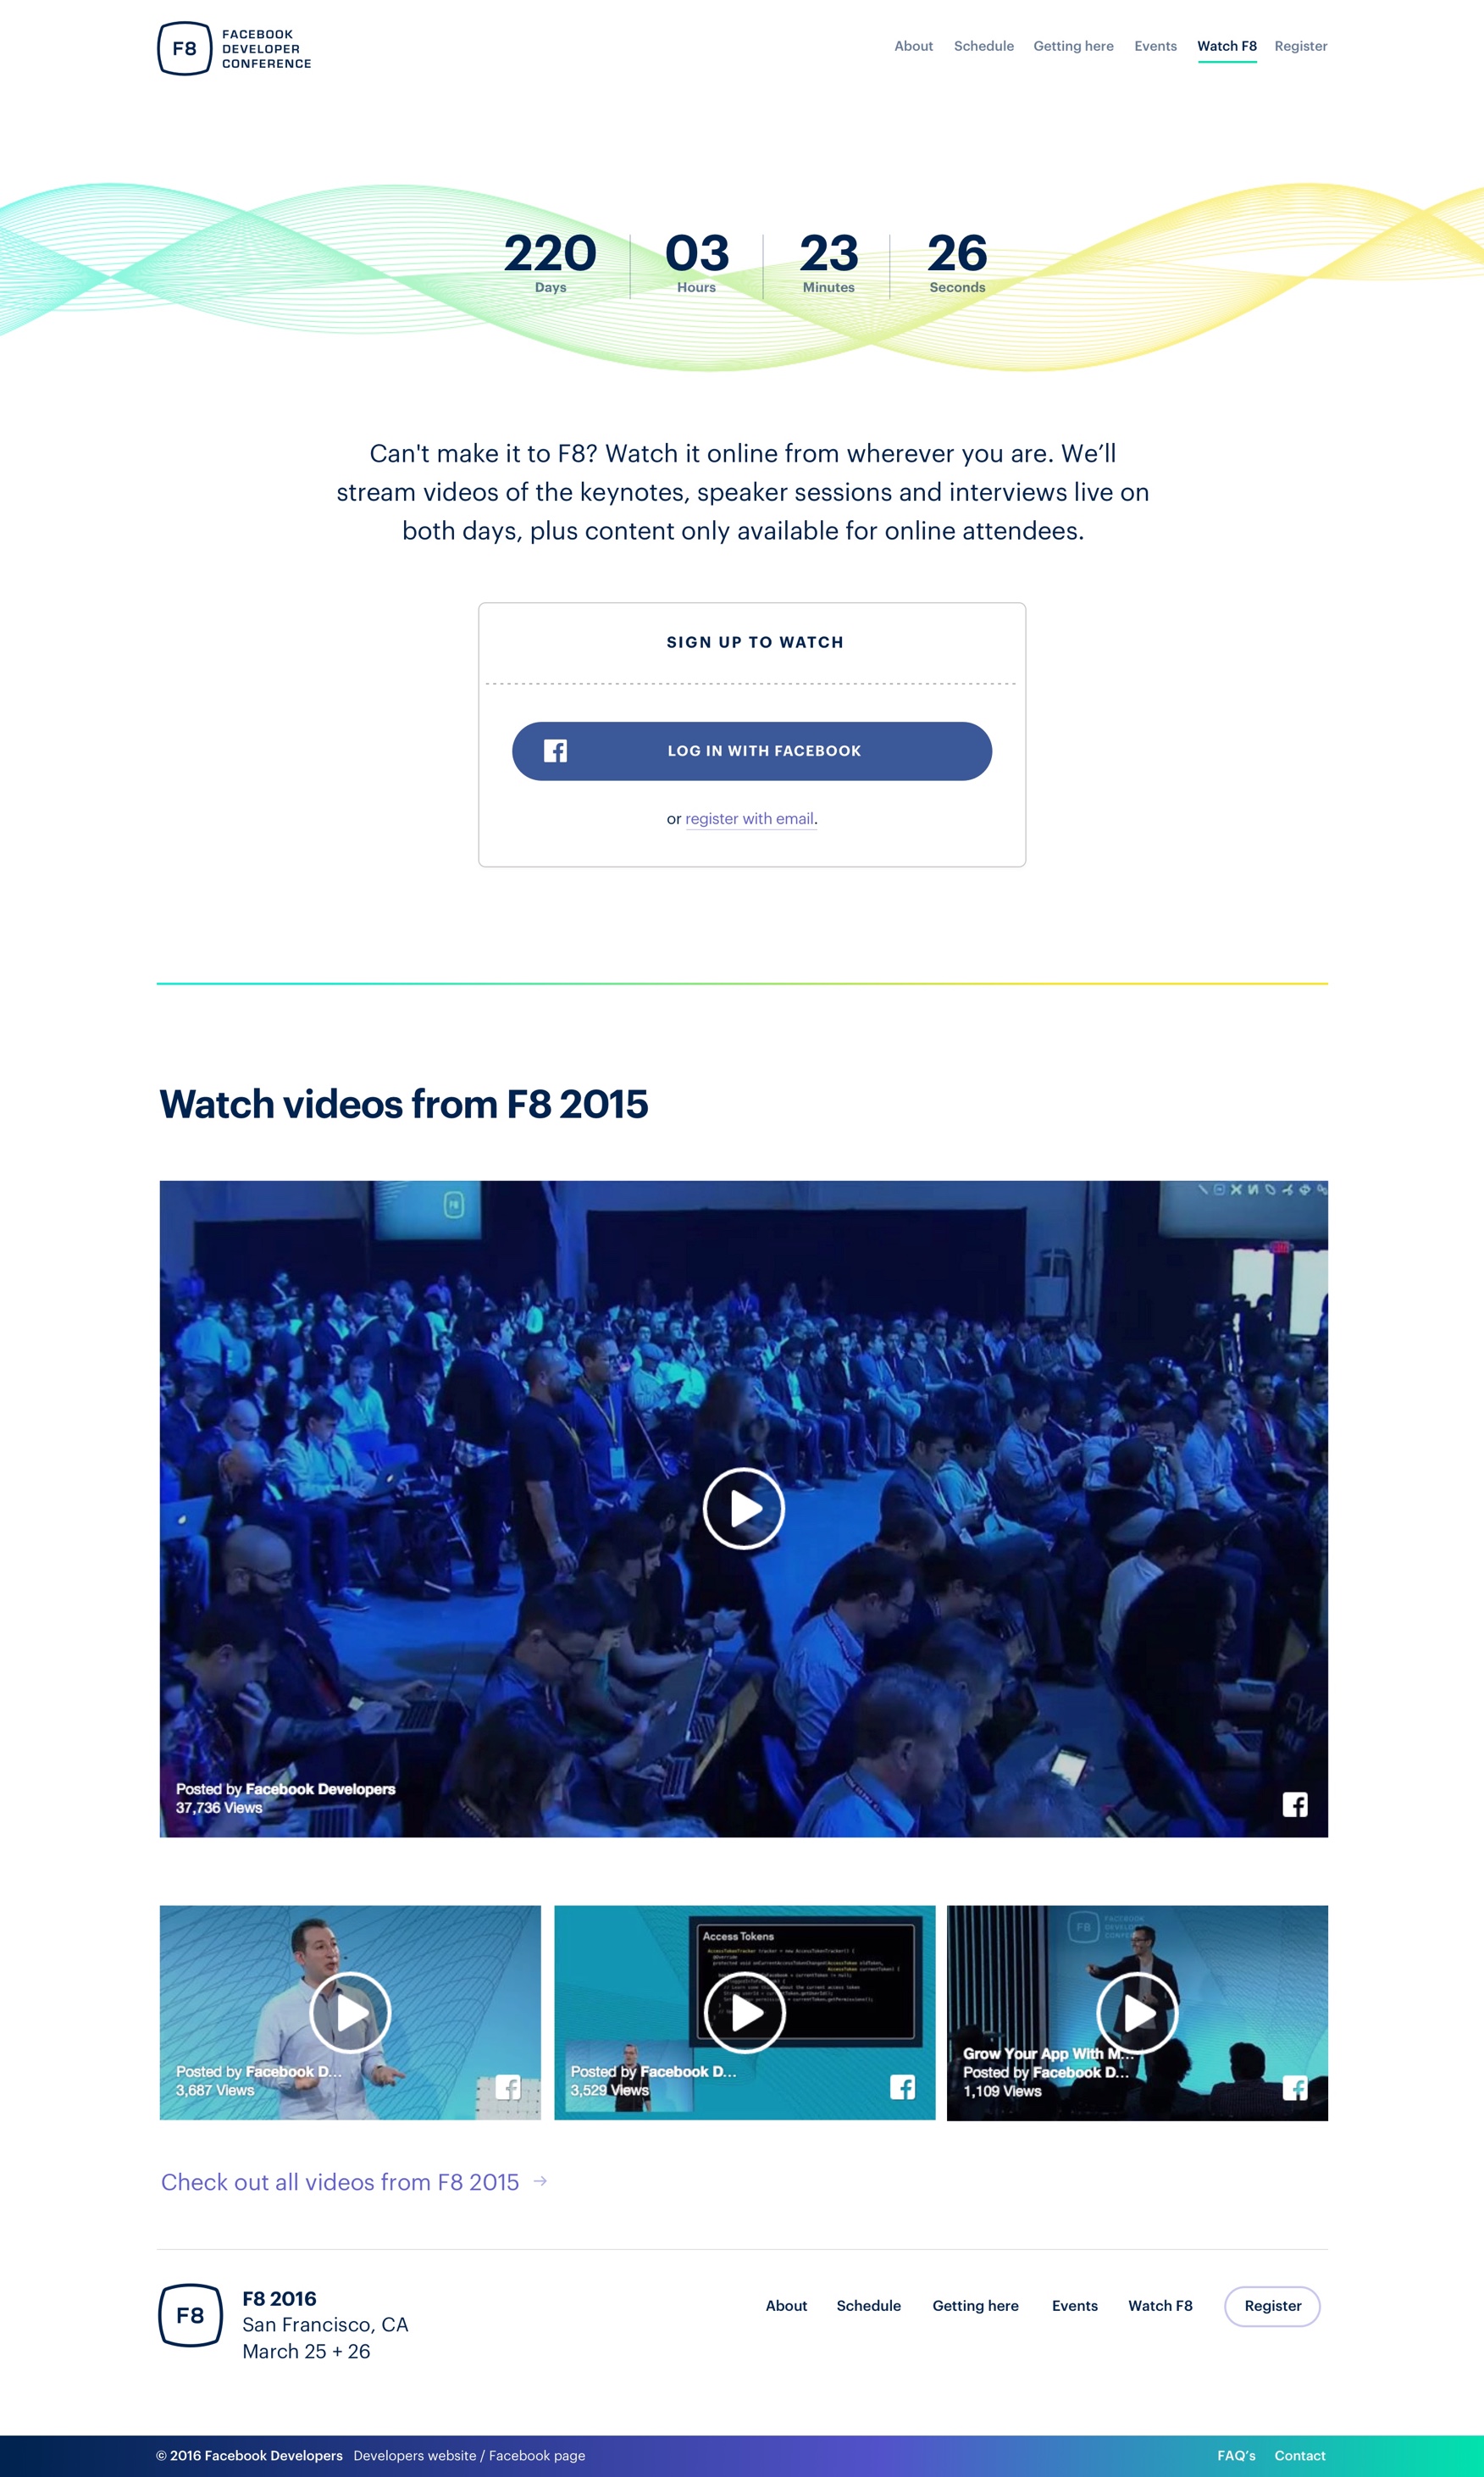 F8
FACEBOOK
DEVELOPER
CONFERENCE
About Schedule Getting here Events Watch F8 Register
220 03 23 26
Days Hours Minutes Seconds
Can't make it to F8? Watch it online from wherever you are. We’ll
stream videos of the keynotes, speaker sessions and interviews live on
both days, plus content only available for online attendees.
SIGN UP TO WATCH
LOG IN WITH FACEBOOK
or register with email.
Watch videos from F8 2015
F8
Posted by Facebook Developers
37,736 Views
Posted by Facebook D...
3,687 Views
Access Tokens
Posted by Facebook D...
3,529 Views
F8
FACEBOOK
Grow Your App With M...
Posted by Facebook D...
1,109 Views
Check out all videos from F8 2015 →
F8
F8 2016
San Francisco, CA
March 25 + 26
About Schedule Getting here Events Watch F8 Register
© 2016 Facebook Developers Developers website / Facebook page FAQ’s Contact